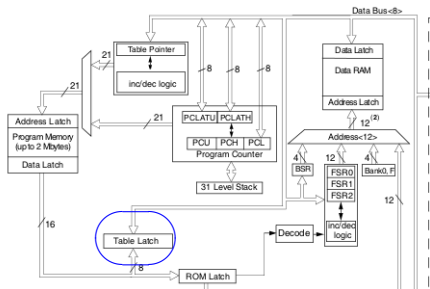 Data Bus<8>
21
Table Pointer
inc/dec logic
21
8
8
8
Data Latch
Data RAM
Address Latch
21
PCLATU PCLATH
PCU PCH PCL
Program Counter
12 (2)
Address<12>
Address Latch
Program Memory
(up to 2 Mbytes)
Data Latch
4
12
4
BSR
FSR0
FSR1
FSR2
Bank0, F
31 Level Stack
12
16
inc/dec
logic
Table Latch
Decode
8
ROM Latch